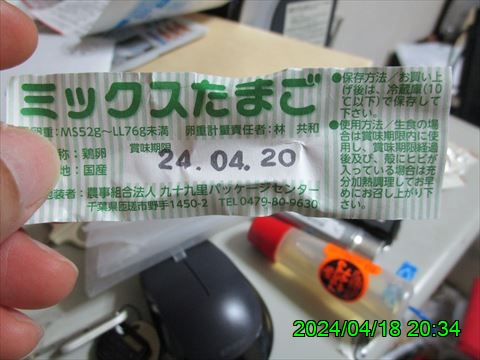 ミックスたまご
卵重:MS52g～LL76g未満 卵重計量責任者:林 共和
称:鶏卵 賞味期限
地:国産 24.04.20
包装者:農事組合法人 九十九里パッケージセンター
千葉県匝瑳市野手1450-2 TEL0479-80-9630
●保存方法/お買い上
げ後は、冷蔵庫(10℃
以下)で保存して
下さい。
●使用方法/生食の場
合は賞味期限内に使
用し、賞味期限経過
後及び、殻にヒビが
入っている場合は充
分加熱調理してお早
めにお召し上がり下
さい。
2024/04/18 20:34